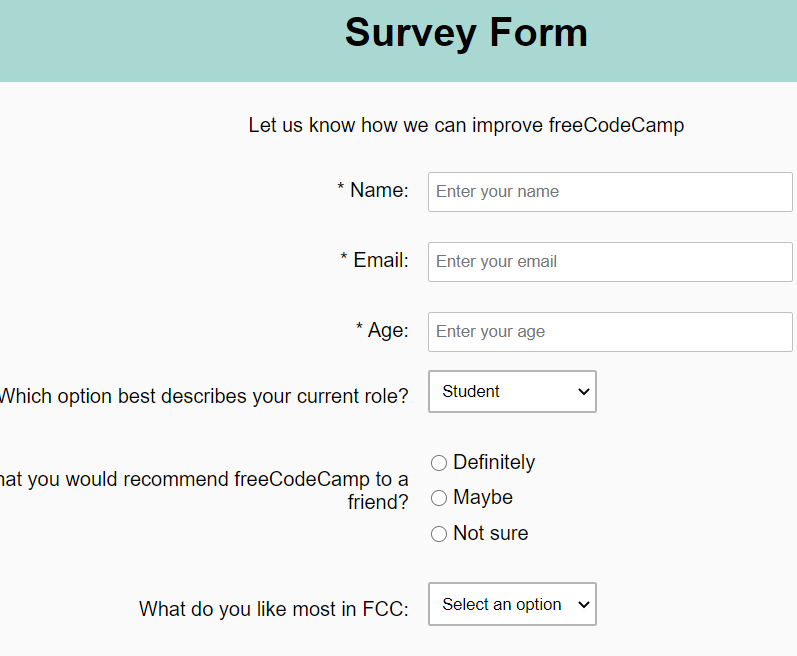 Survey Form
Let us know how we can improve freeCodeCamp
* Name:
Enter your name
* Email:
Enter your email
* Age:
Enter your age
Which option best describes your current role?
Student
you would recommend freeCodeCamp to a
friend?
Definitely
Maybe
Not sure
What do you like most in FCC:
Select an option